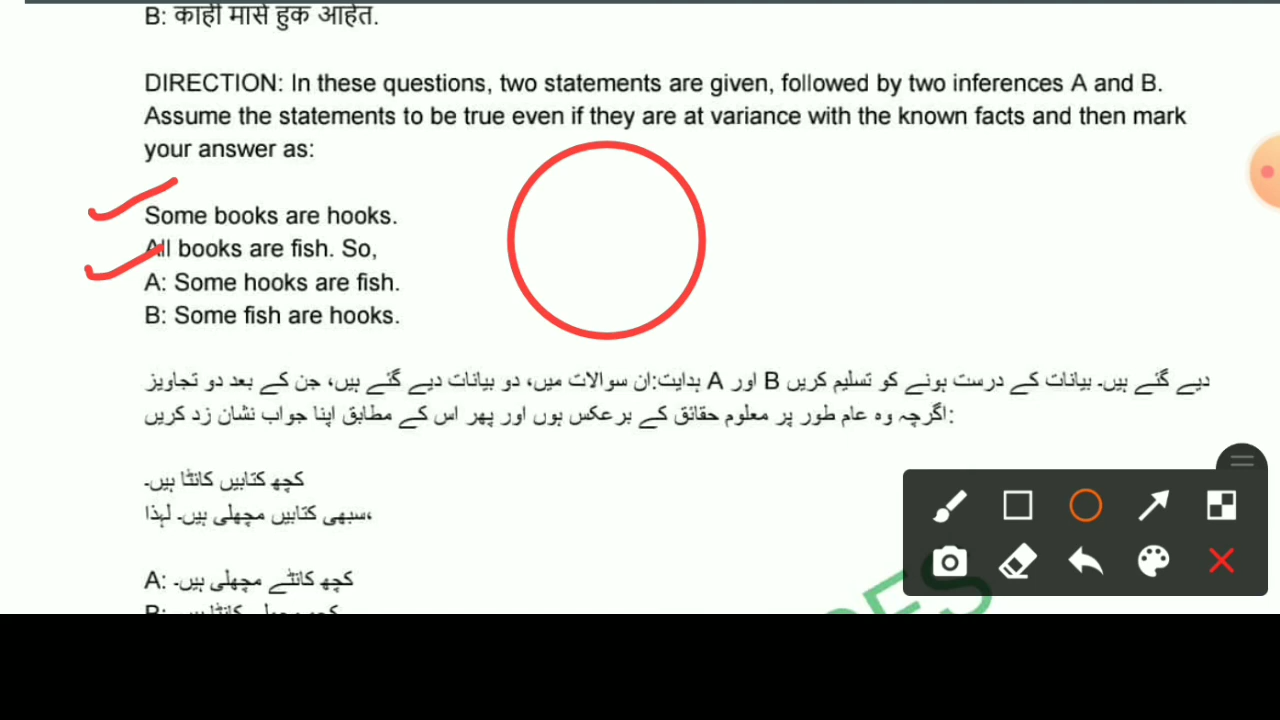 B: काही मासे हुक आहेत.
DIRECTION: In these questions, two statements are given, followed by two inferences A and B.
Assume the statements to be true even if they are at variance with the known facts and then mark
your answer as:
Some books are hooks.
All books are fish. So,
A: Some hooks are fish.
B: Some fish are hooks.
دیے گئے ہیں۔ بیانات کے درست ہونے کو تسلیم کریں B اور A ہدایت:ان سوالات میں، دو بیانات دیے گئے ہیں، جن کے بعد دو تجاویز
اگرچہ وہ عام طور پر معلوم حقائق کے برعکس ہوں اور پھر اس کے مطابق اپنا جواب نشان زد کریں:
کچھ کتابیں کانٹا ہیں۔
سبھی کتابیں مچھلی ہیں۔ لہذا،
A: کچھ کانٹے مچھلی ہیں۔
B: کچھ مچھلی کانٹا ہیں۔